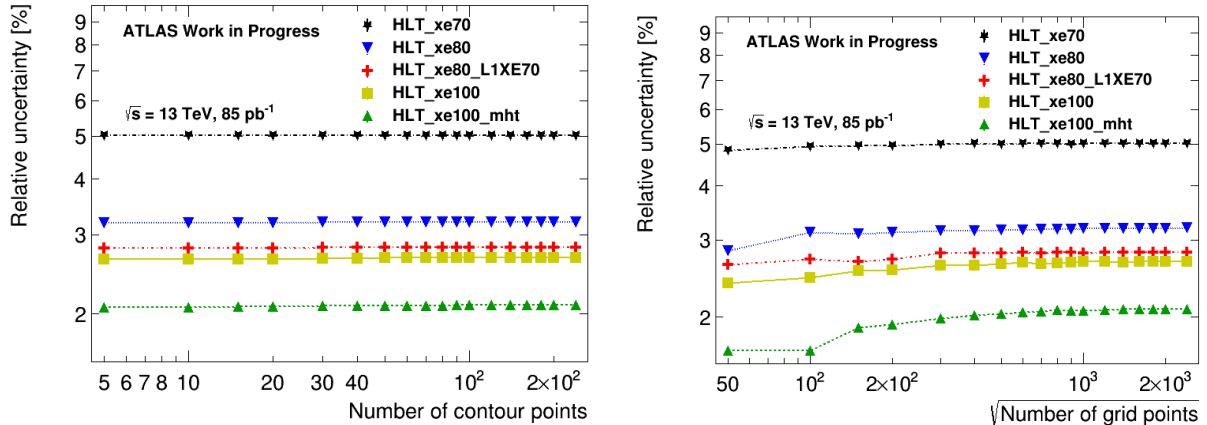 Relative uncertainty [%]
9
8
7
6
5
4
3
2
ATLAS Work in Progress
√s = 13 TeV, 85 pb⁻¹
HLT_xe70
HLT_xe80
HLT_xe80_L1XE70
HLT_xe100
HLT_xe100_mht
5 6 7 8 10 20 30 40 10² 2×10²
Number of contour points
Relative uncertainty [%]
9
8
7
6
5
4
3
2
ATLAS Work in Progress
√s = 13 TeV, 85 pb⁻¹
HLT_xe70
HLT_xe80
HLT_xe80_L1XE70
HLT_xe100
HLT_xe100_mht
50 10² 2×10² 10³ 2×10³
√Number of grid points